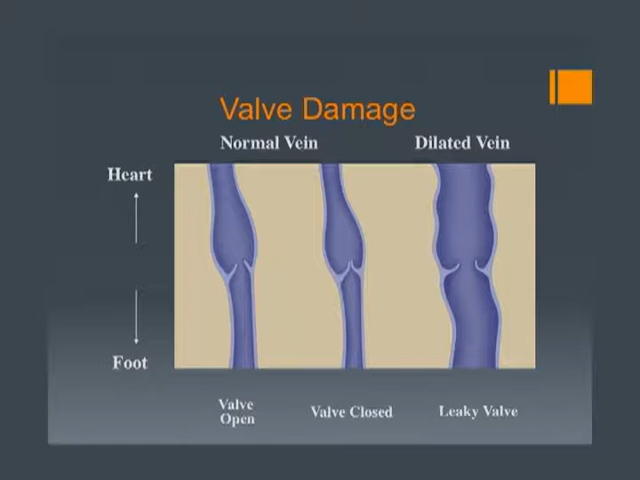 Valve Damage
Normal Vein
Dilated Vein
Heart
Foot
Valve
Open
Valve Closed
Leaky Valve